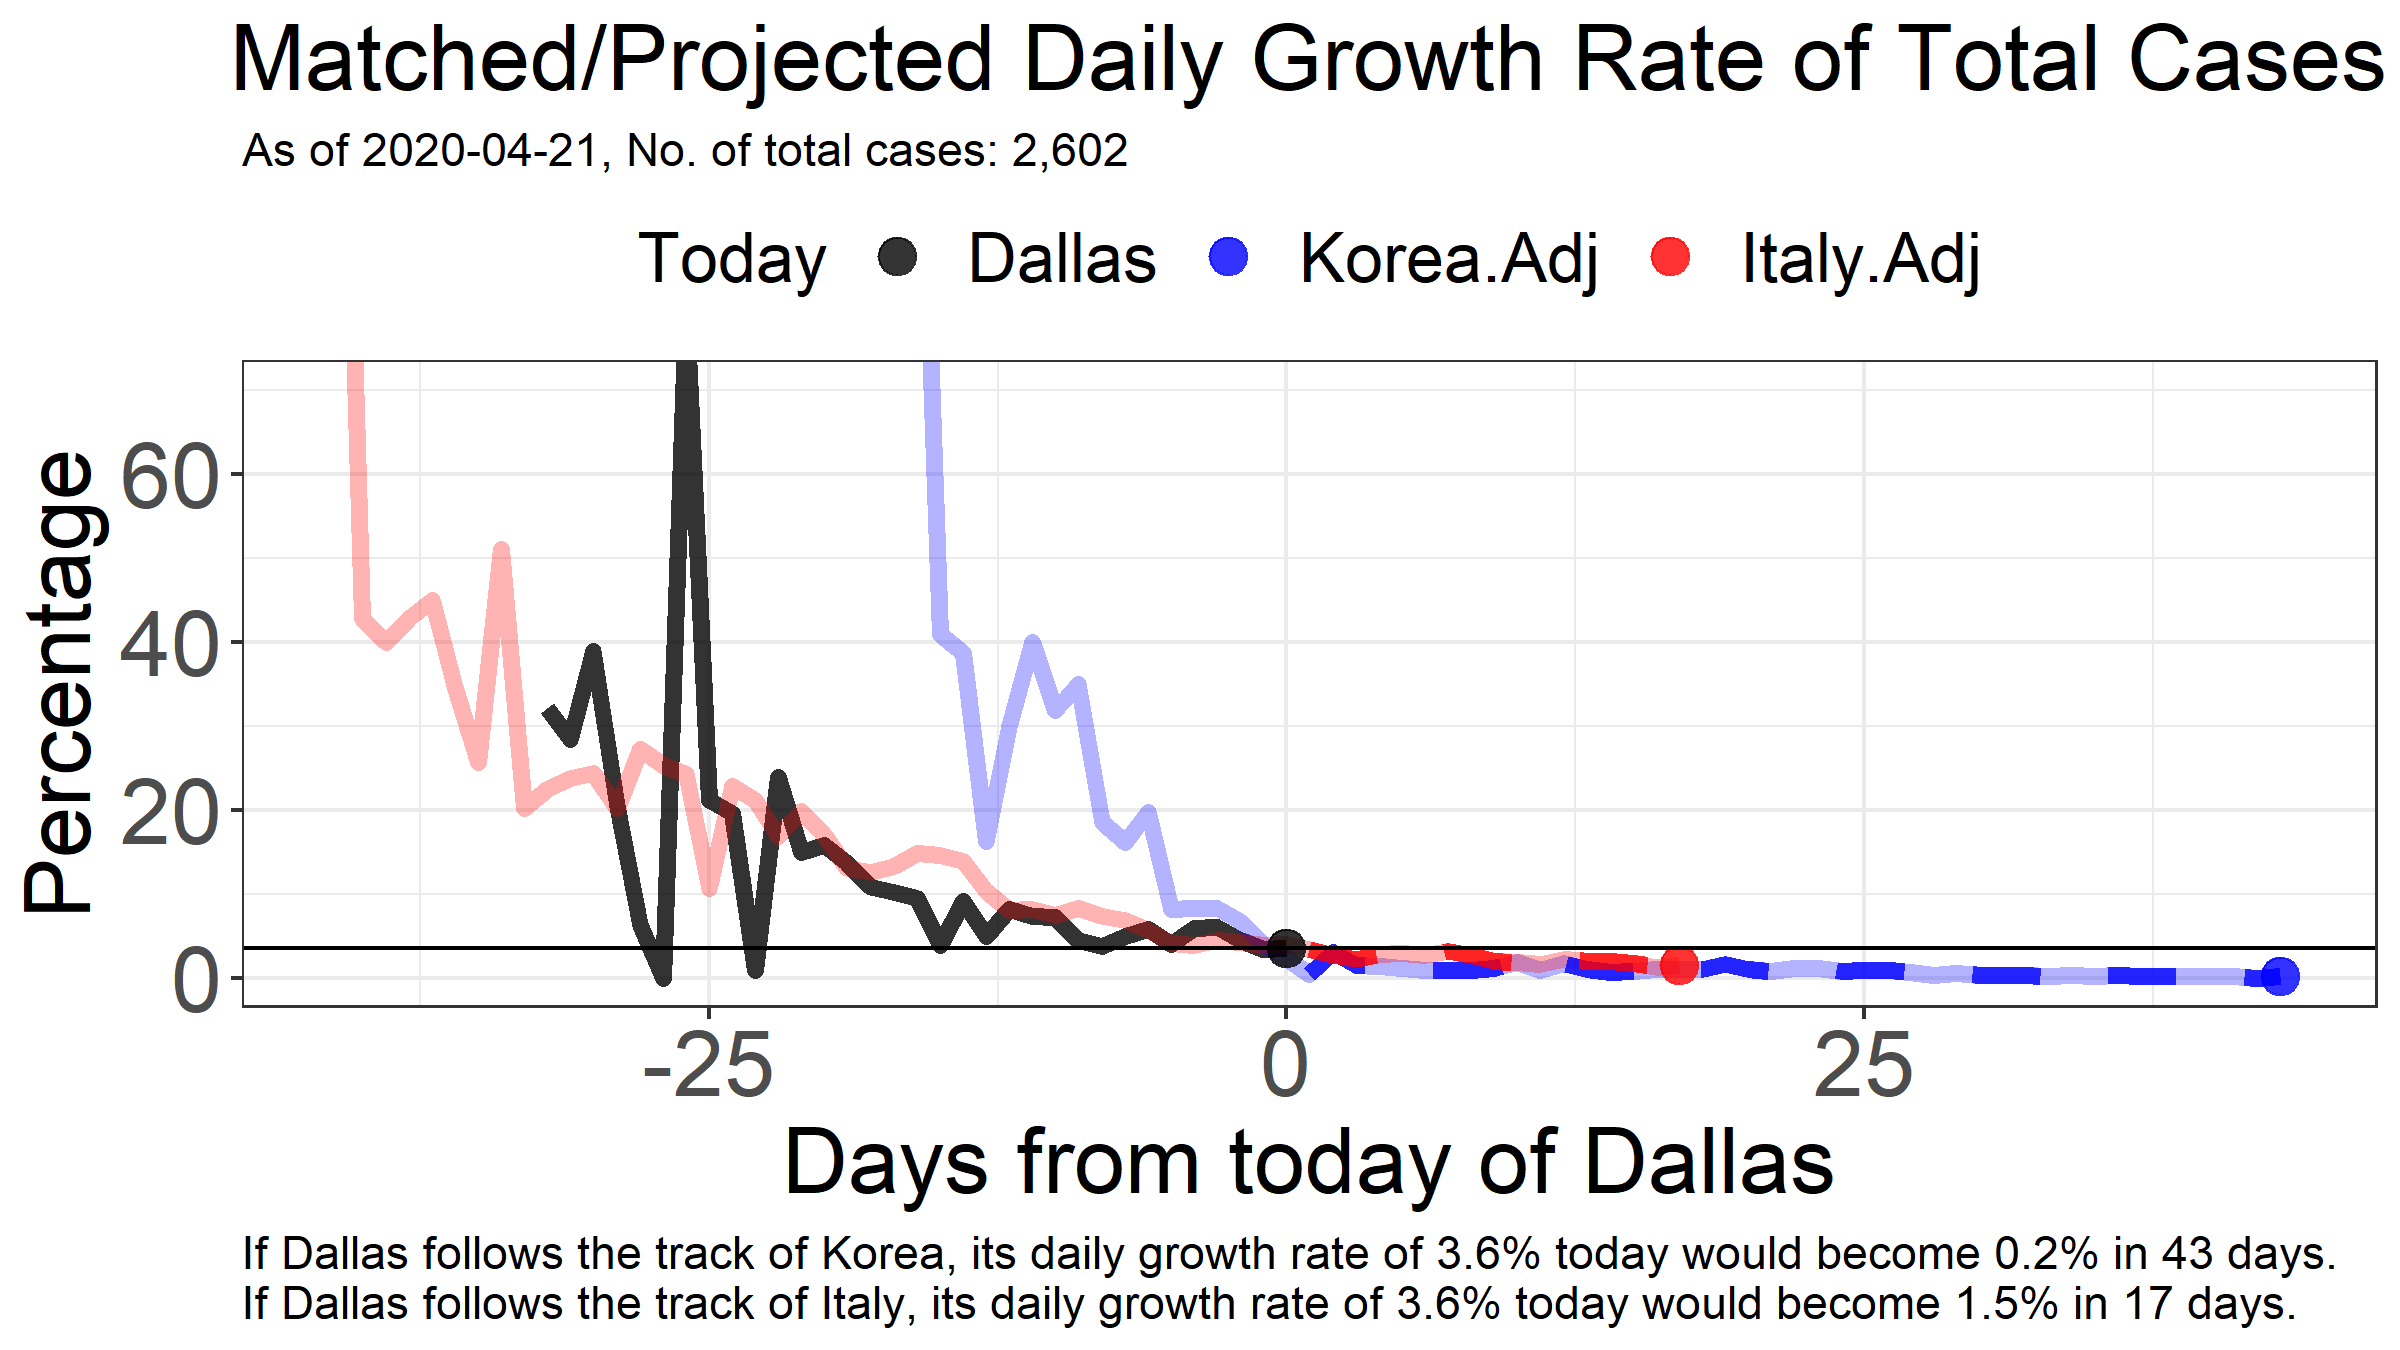 Matched/Projected Daily Growth Rate of Total Cases
As of 2020-04-21, No. of total cases: 2,602
Today Dallas Korea.Adj Italy.Adj
Percentage
60
40
20
0
-25 0 25
Days from today of Dallas
If Dallas follows the track of Korea, its daily growth rate of 3.6% today would become 0.2% in 43 days.
If Dallas follows the track of Italy, its daily growth rate of 3.6% today would become 1.5% in 17 days.